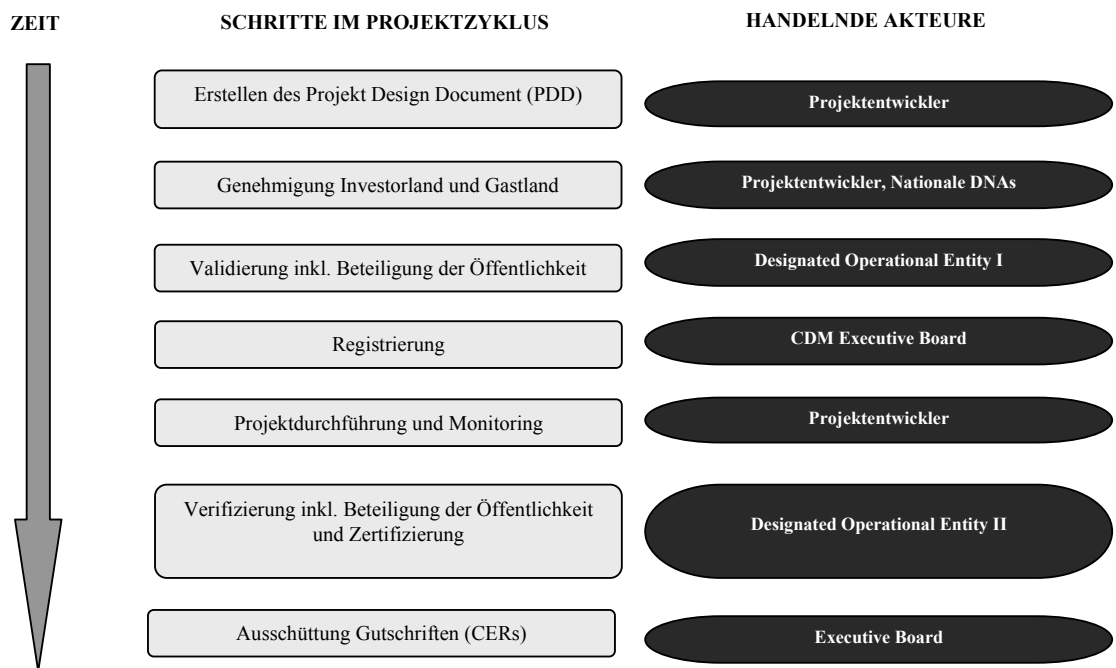 ZEIT SCHRITTE IM PROJEKTZYKLUS HANDELNDE AKTEURE
Erstellen des Projekt Design Document (PDD)
Projektentwickler
Genehmigung Investorland und Gastland
Projektentwickler, Nationale DNAs
Validierung inkl. Beteiligung der Öffentlichkeit
Designated Operational Entity I
Registrierung
CDM Executive Board
Projektdurchführung und Monitoring
Projektentwickler
Verifizierung inkl. Beteiligung der Öffentlichkeit
und Zertifizierung
Designated Operational Entity II
Ausschüttung Gutschriften (CERs)
Executive Board